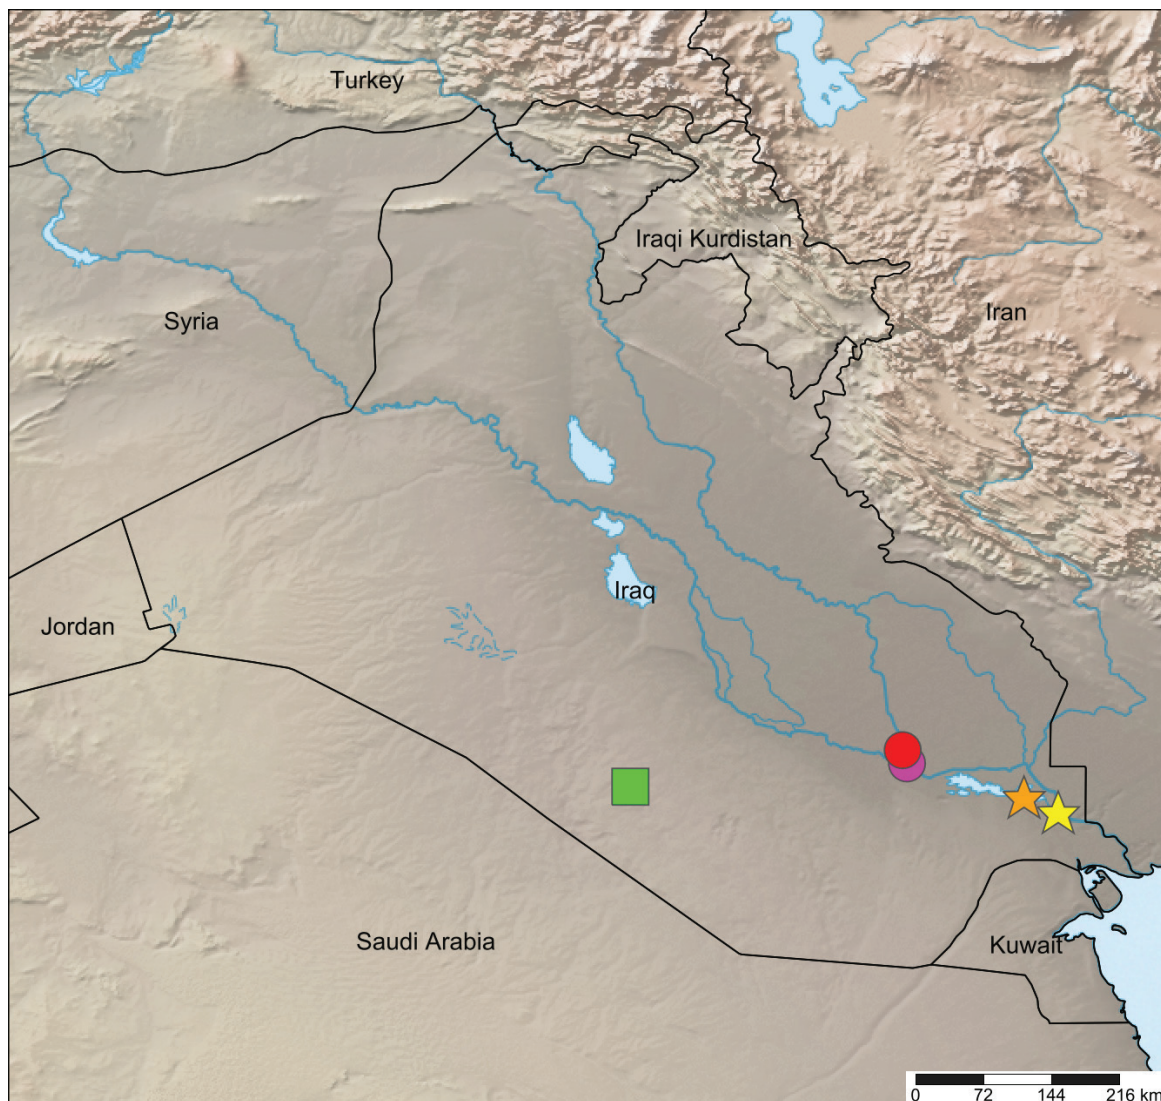 Turkey
Iraqi Kurdistan
Syria
Iran
Iraq
Jordan
Saudi Arabia
Kuwait
0 72 144 216 km